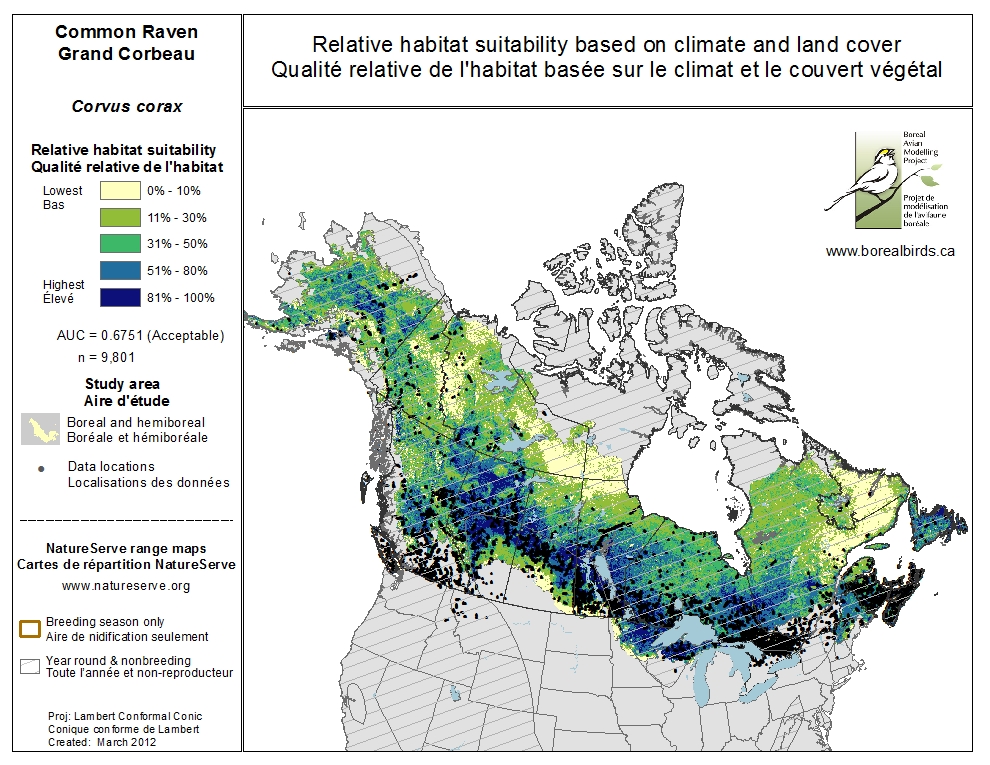 Common Raven
Grand Corbeau
Corvus corax
Relative habitat suitability
Qualité relative de l'habitat
Lowest
Bas
0% - 10%
11% - 30%
31% - 50%
51% - 80%
Highest
Élevé
81% - 100%
AUC = 0.6751 (Acceptable)
n = 9,801
Study area
Aire d'étude
Boreal and hemiboreal
Boréale et hémiboréale
Data locations
Localisations des données
NatureServe range maps
Cartes de répartition NatureServe
www.natureserve.org
Breeding season only
Aire de nidification seulement
Year round & nonbreeding
Toute l'année et non-reproducteur
Proj: Lambert Conformal Conic
Conique conforme de Lambert
Created: March 2012
Relative habitat suitability based on climate and land cover
Qualité relative de l'habitat basée sur le climat et le couvert végétal
Boreal
Avian
Modelling
Project
Projet de
modélisation
de l'avifaune
boréale
www.borealbirds.ca